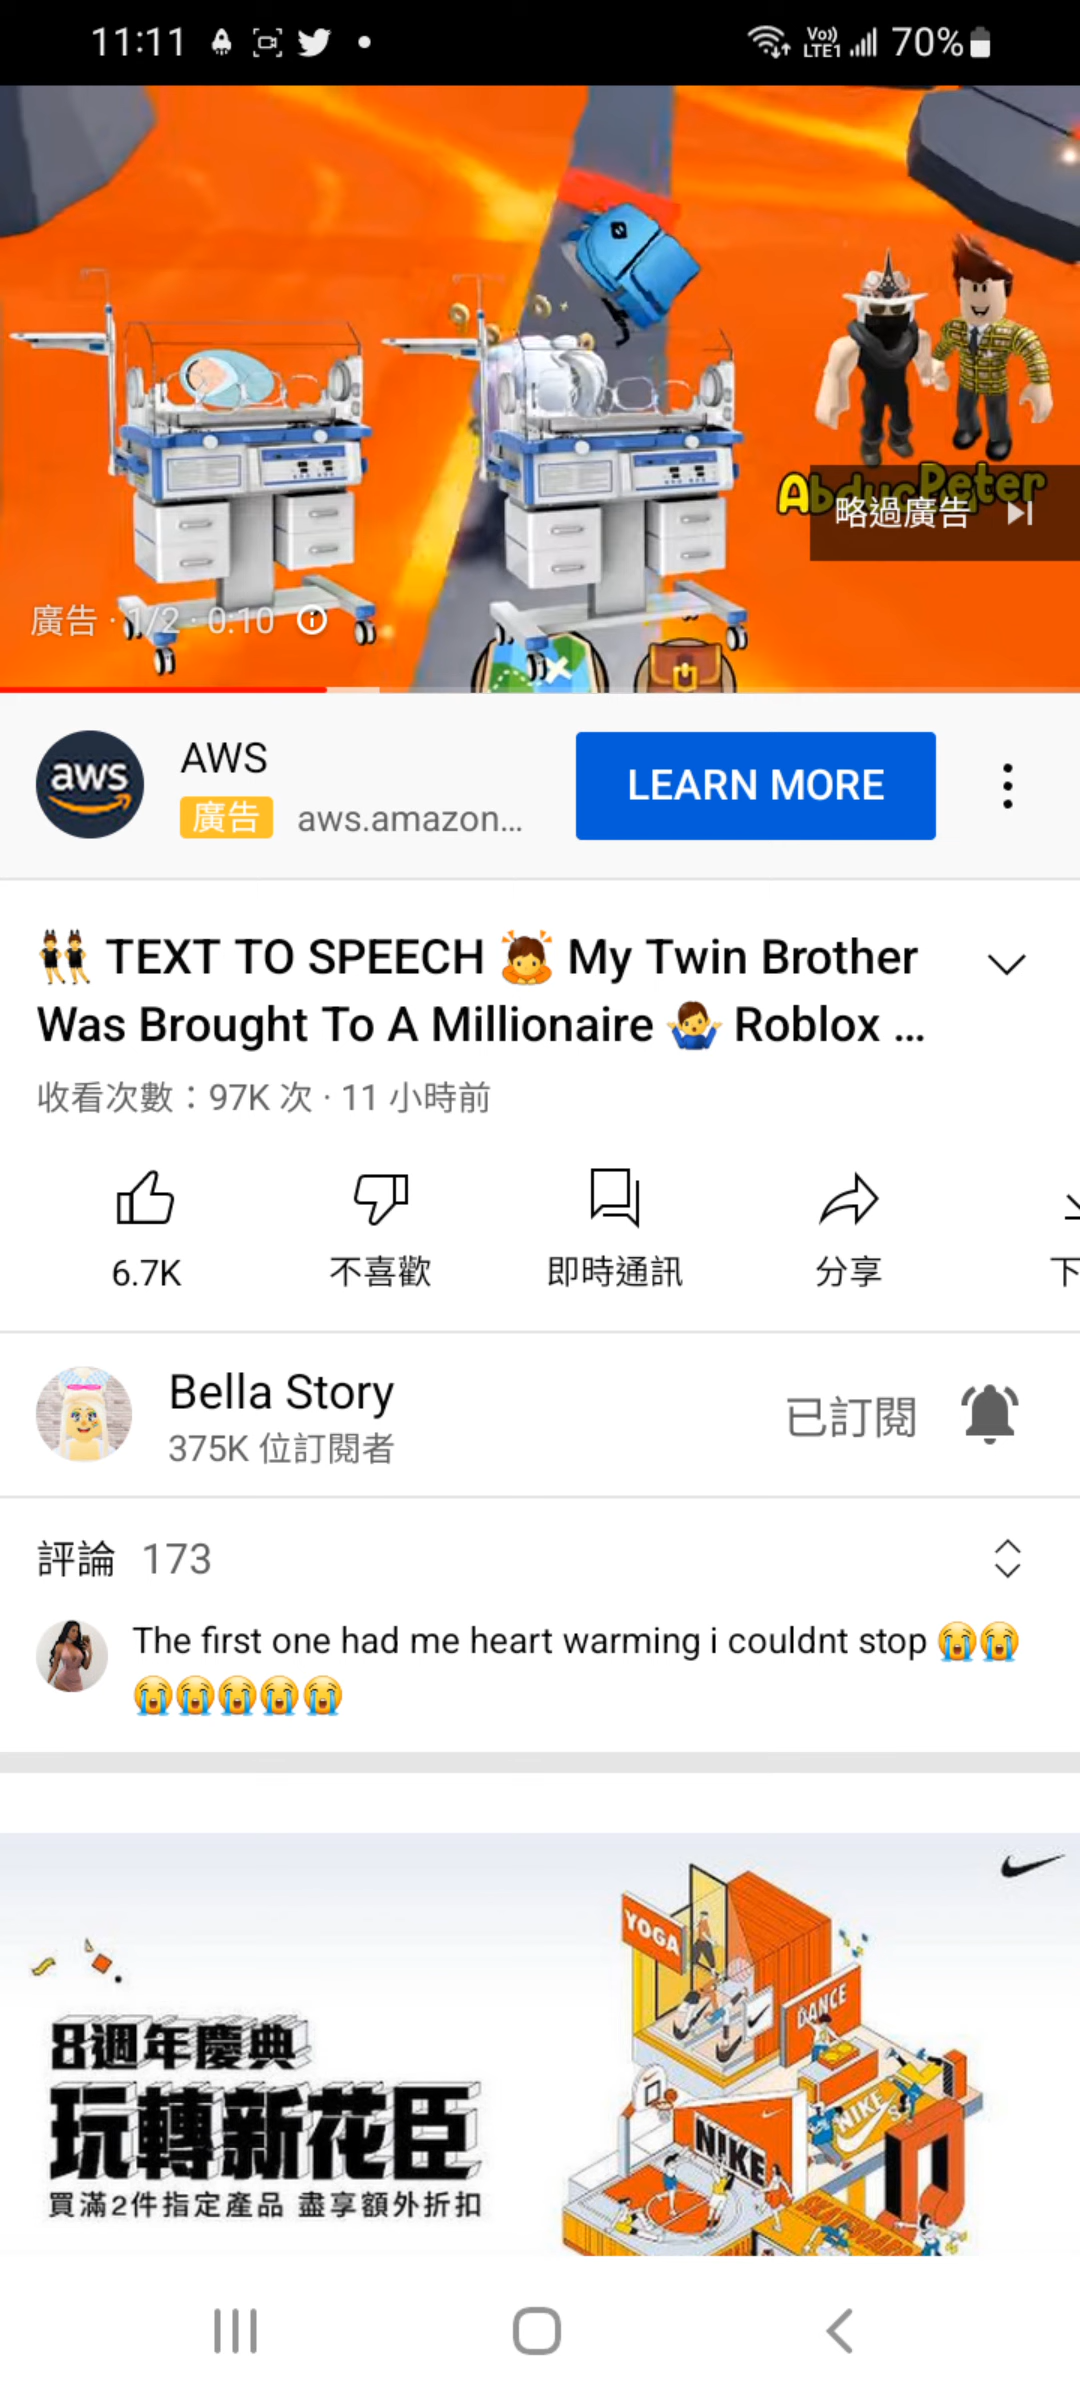 11:11
Vo)) LTE1
70%
AbducPeter
略過廣告
廣告 · 1/2 · 0:10
aws
AWS
廣告 aws.amazon...
LEARN MORE
👯 TEXT TO SPEECH 🙇 My Twin Brother
Was Brought To A Millionaire 🤷‍♂️ Roblox ...
收看次數：97K 次 · 11 小時前
6.7K
不喜歡
即時通訊
分享
下
Bella Story
375K 位訂閱者
已訂閱
評論 173
The first one had me heart warming i couldnt stop 😭😭
😭😭😭😭😭
YOGA
DANCE
8週年慶典
玩轉新花臣
買滿2件指定產品 盡享額外折扣
NIKE
NIKE
SKATEBOARD